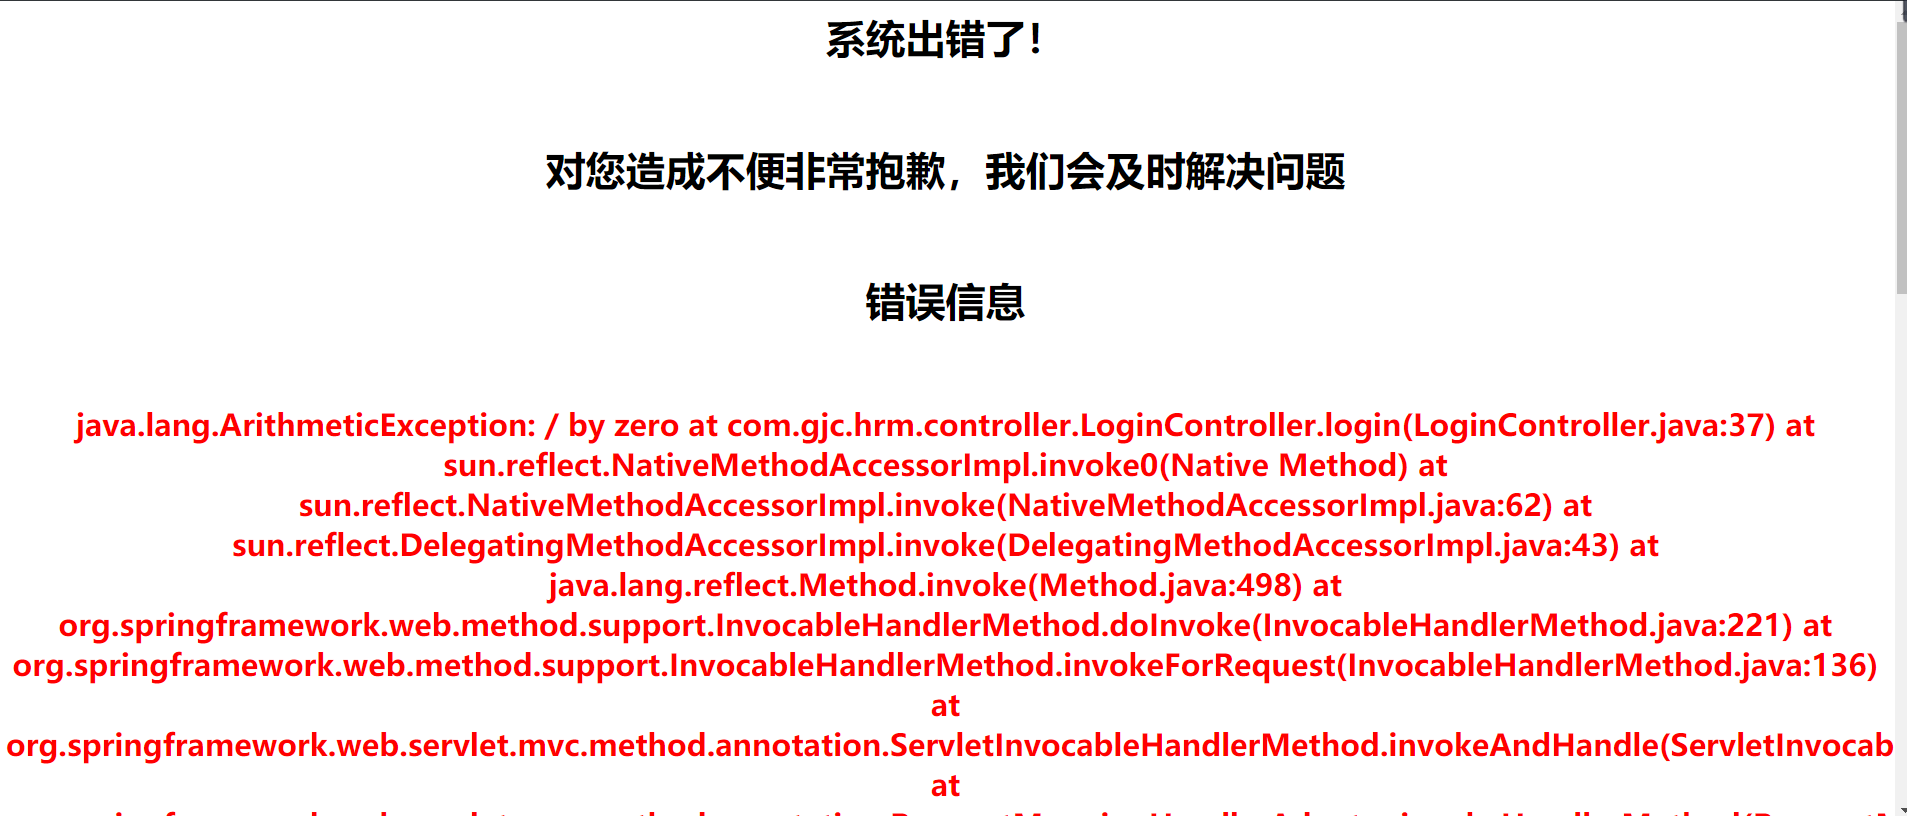 系统出错了！
对您造成不便非常抱歉，我们会及时解决问题
错误信息
java.lang.ArithmeticException: / by zero at com.gjc.hrm.controller.LoginController.login(LoginController.java:37) at
sun.reflect.NativeMethodAccessorImpl.invoke0(Native Method) at
sun.reflect.NativeMethodAccessorImpl.invoke(NativeMethodAccessorImpl.java:62) at
sun.reflect.DelegatingMethodAccessorImpl.invoke(DelegatingMethodAccessorImpl.java:43) at
java.lang.reflect.Method.invoke(Method.java:498) at
org.springframework.web.method.support.InvocableHandlerMethod.doInvoke(InvocableHandlerMethod.java:221) at
org.springframework.web.method.support.InvocableHandlerMethod.invokeForRequest(InvocableHandlerMethod.java:136)
at
org.springframework.web.servlet.mvc.method.annotation.ServletInvocableHandlerMethod.invokeAndHandle(ServletInvocab
at